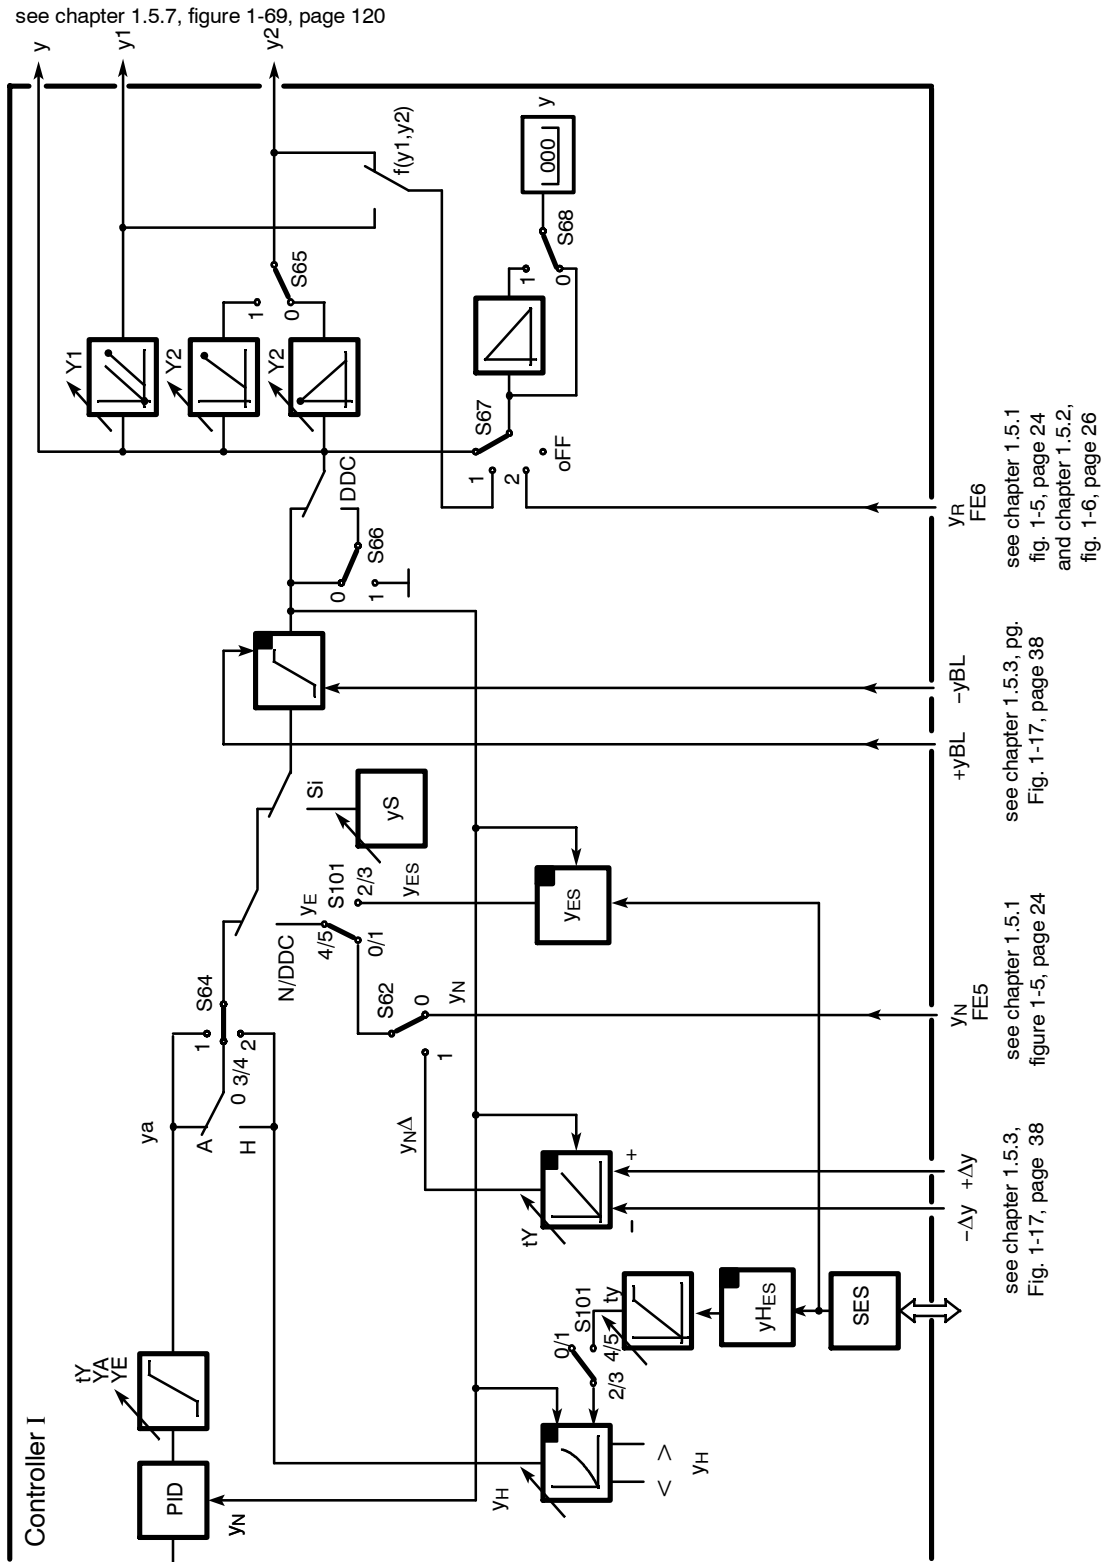 see chapter 1.5.7, figure 1-69, page 120
y
y1
y2
Controller I
Y1
Y2
Y2
S65
1
0
f(y1,y2)
y
000
S68
1
0
S67
1
2
oFF
DDC
S66
0
1
yR
FE6
see chapter 1.5.1
fig. 1-5, page 24
and chapter 1.5.2,
fig. 1-6, page 26
+yBL
−yBL
see chapter 1.5.3, pg.
Fig. 1-17, page 38
Si
yS
S101
2/3
yES
yE
4/5
0/1
N/DDC
yES
S64
1
2
0 3/4
S62
0
1
yN
yN
FE5
see chapter 1.5.1
figure 1-5, page 24
ya
A
H
yNΔ
tY
+
−
−Δy +Δy
see chapter 1.5.3,
Fig. 1-17, page 38
tY
YA
YE
PID
yN
yH
< >
yH
S101
0/1
4/5
2/3
ty
yHES
SES